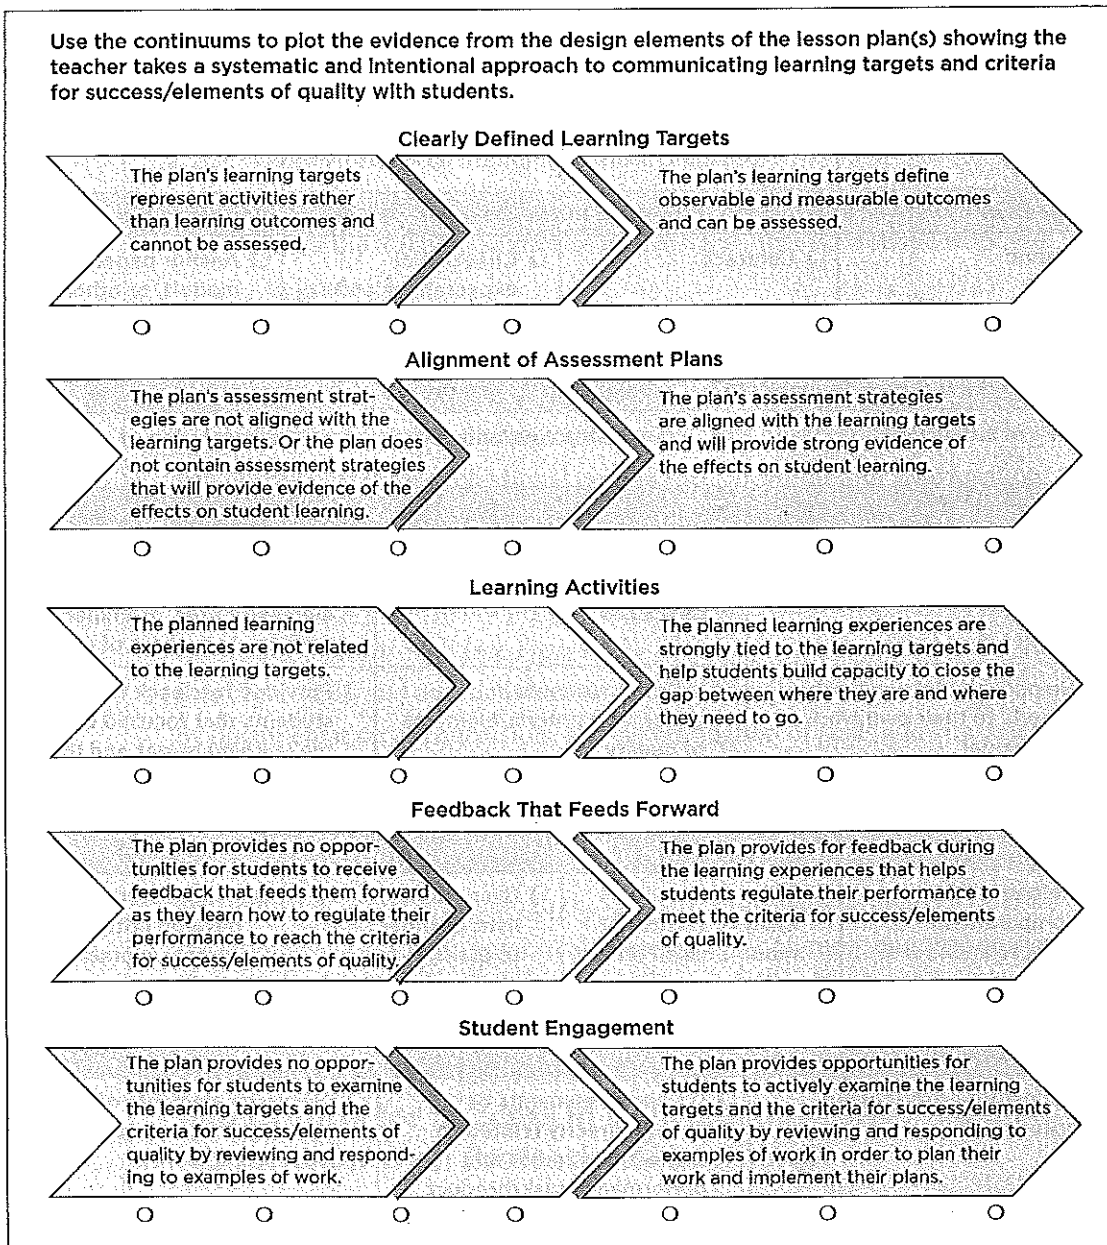 Use the continuums to plot the evidence from the design elements of the lesson plan(s) showing the
teacher takes a systematic and intentional approach to communicating learning targets and criteria
for success/elements of quality with students.
Clearly Defined Learning Targets
The plan's learning targets
represent activities rather
than learning outcomes and
cannot be assessed.
The plan's learning targets define
observable and measurable outcomes
and can be assessed.
Alignment of Assessment Plans
The plan's assessment strat-
egies are not aligned with the
learning targets. Or the plan does
not contain assessment strategies
that will provide evidence of the
effects on student learning.
The plan's assessment strategies
are aligned with the learning targets
and will provide strong evidence of
the effects on student learning.
Learning Activities
The planned learning
experiences are not related
to the learning targets.
The planned learning experiences are
strongly tied to the learning targets and
help students build capacity to close the
gap between where they are and where
they need to go.
Feedback That Feeds Forward
The plan provides no oppor-
tunities for students to receive
feedback that feeds them forward
as they learn how to regulate their
performance to reach the criteria
for success/elements of quality.
The plan provides for feedback during
the learning experiences that helps
students regulate their performance to
meet the criteria for success/elements
of quality.
Student Engagement
The plan provides no oppor-
tunities for students to examine
the learning targets and the
criteria for success/elements of
quality by reviewing and respond-
ing to examples of work.
The plan provides opportunities for
students to actively examine the learning
targets and the criteria for success/elements
of quality by reviewing and responding to
examples of work in order to plan their
work and implement their plans.